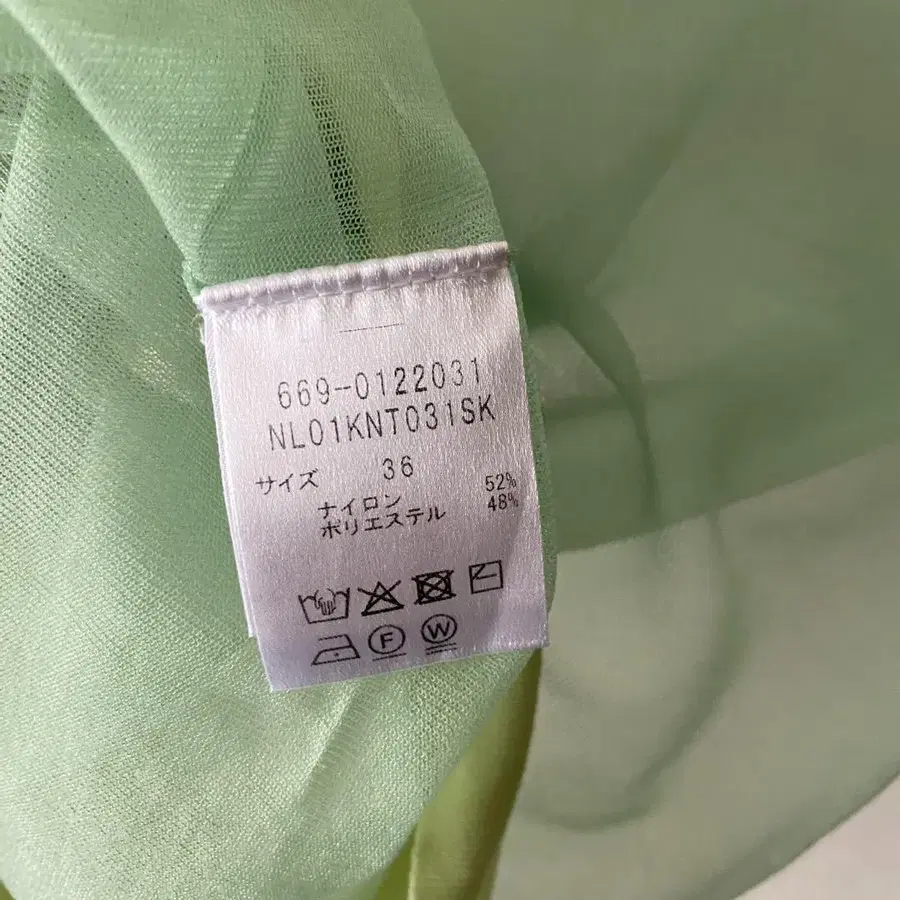 669-0122031
NL01KNT031SK
サイズ 36
ナイロン 52%
ポリエステル 48%
F W